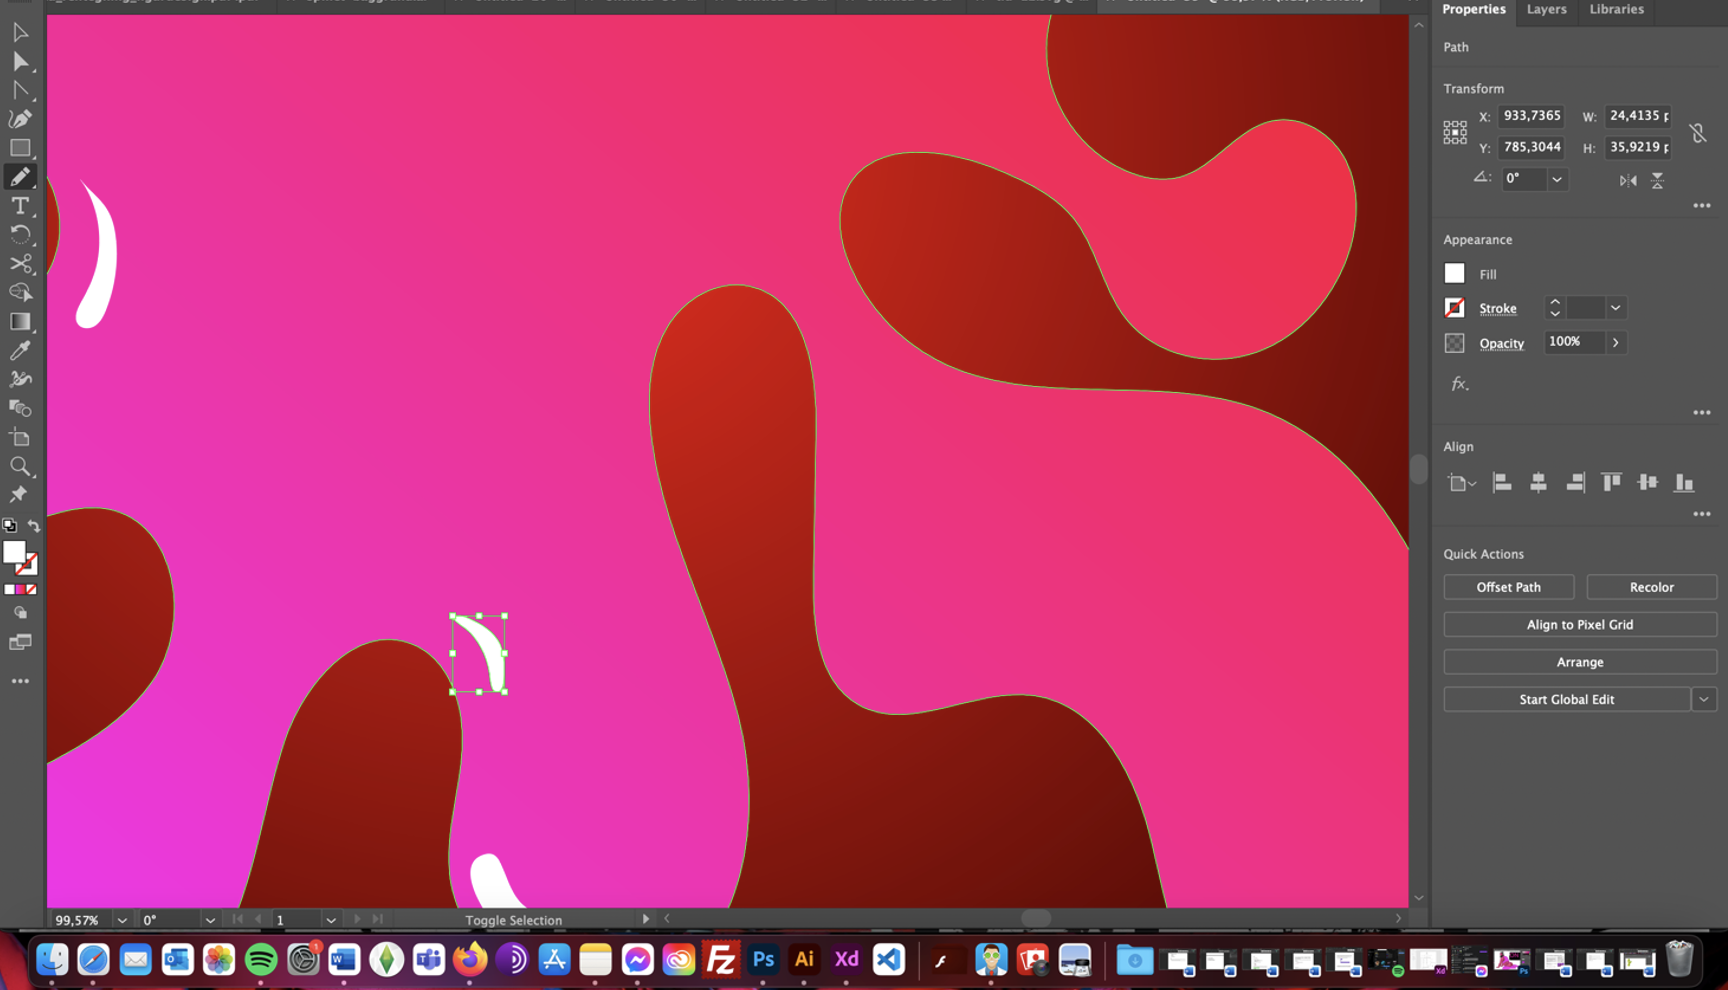 Properties Layers Libraries
Path
Transform
X: 933,7365 W: 24,4135 p
Y: 785,3044 H: 35,9219 p
0°
Appearance
Fill
Stroke
Opacity 100%
fx.
Align
Quick Actions
Offset Path Recolor
Align to Pixel Grid
Arrange
Start Global Edit
T
99,57% 0° 1 Toggle Selection
1
W
Fz Ps Ai Xd